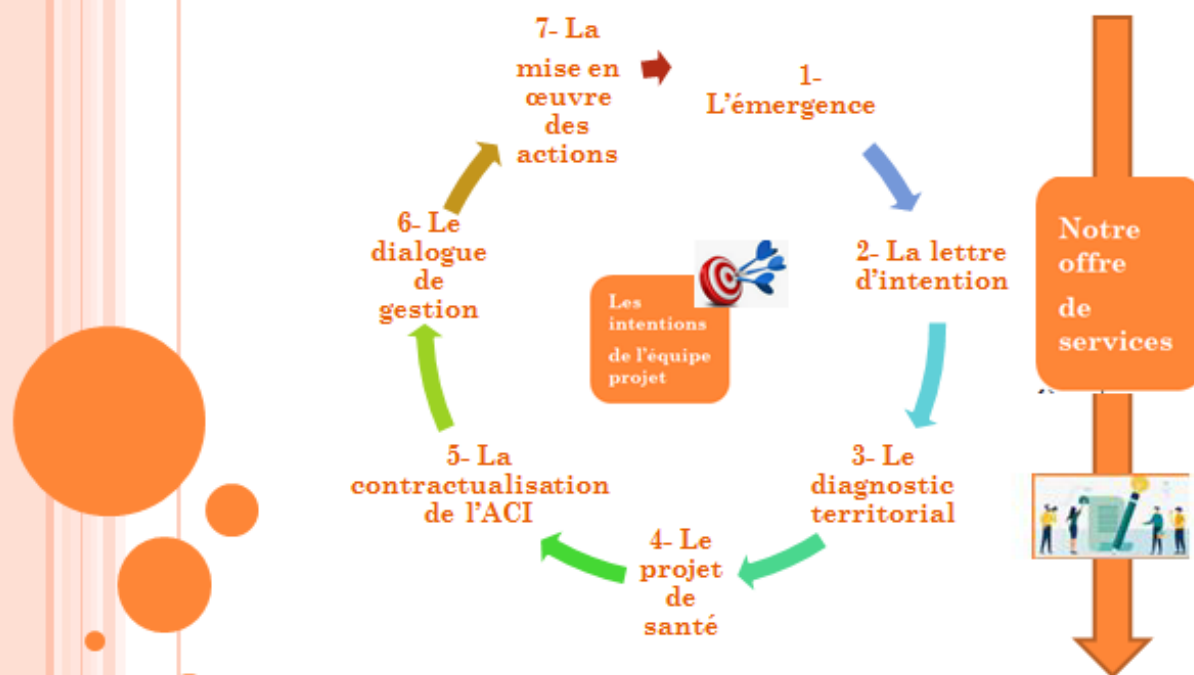 7- La
mise en
œuvre
des
actions
1-
L’émergence
2- La lettre
d’intention
3- Le
diagnostic
territorial
4- Le
projet
de
santé
5- La
contractualisation
de l’ACI
6- Le
dialogue
de
gestion
Les
intentions
de l’équipe
projet
Notre
offre
de
services